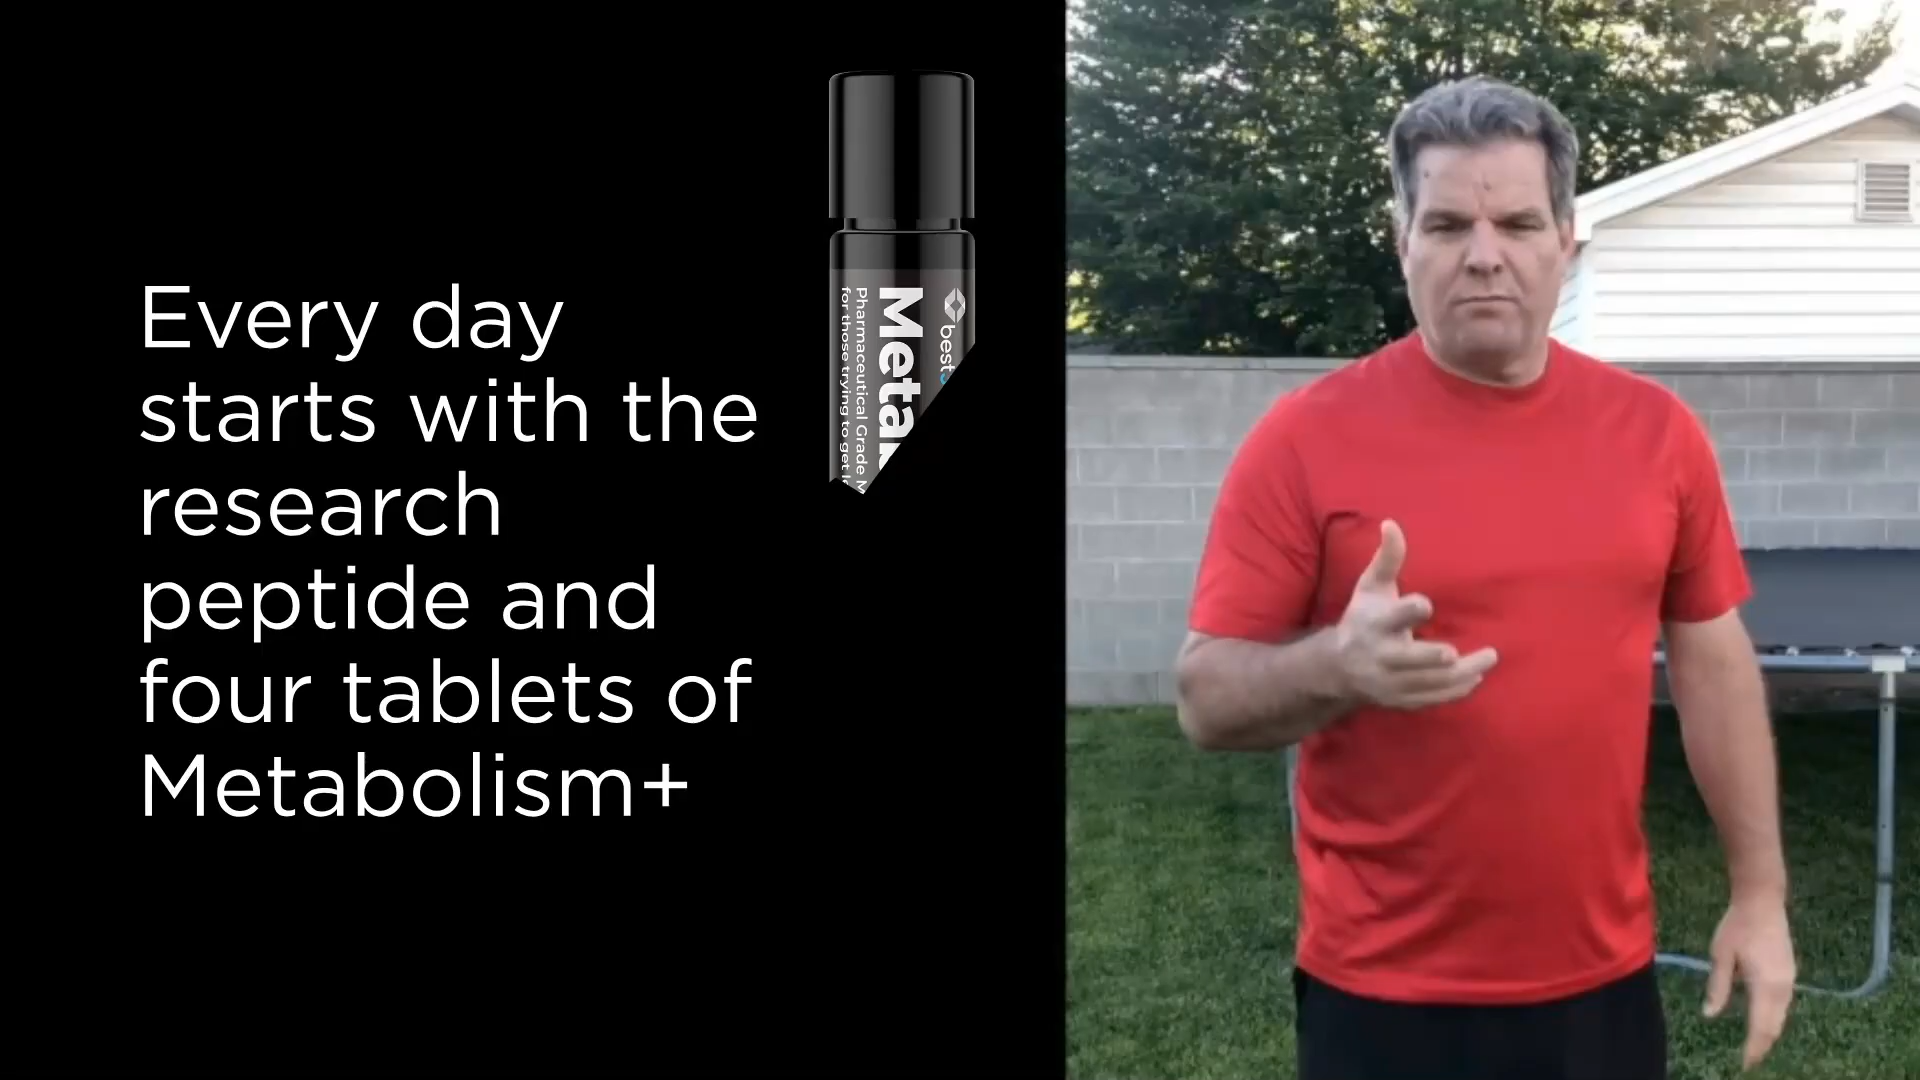 Every day
starts with the
research
peptide and
four tablets of
Metabolism+
best
Pharmaceutical Grade
for those trying to get